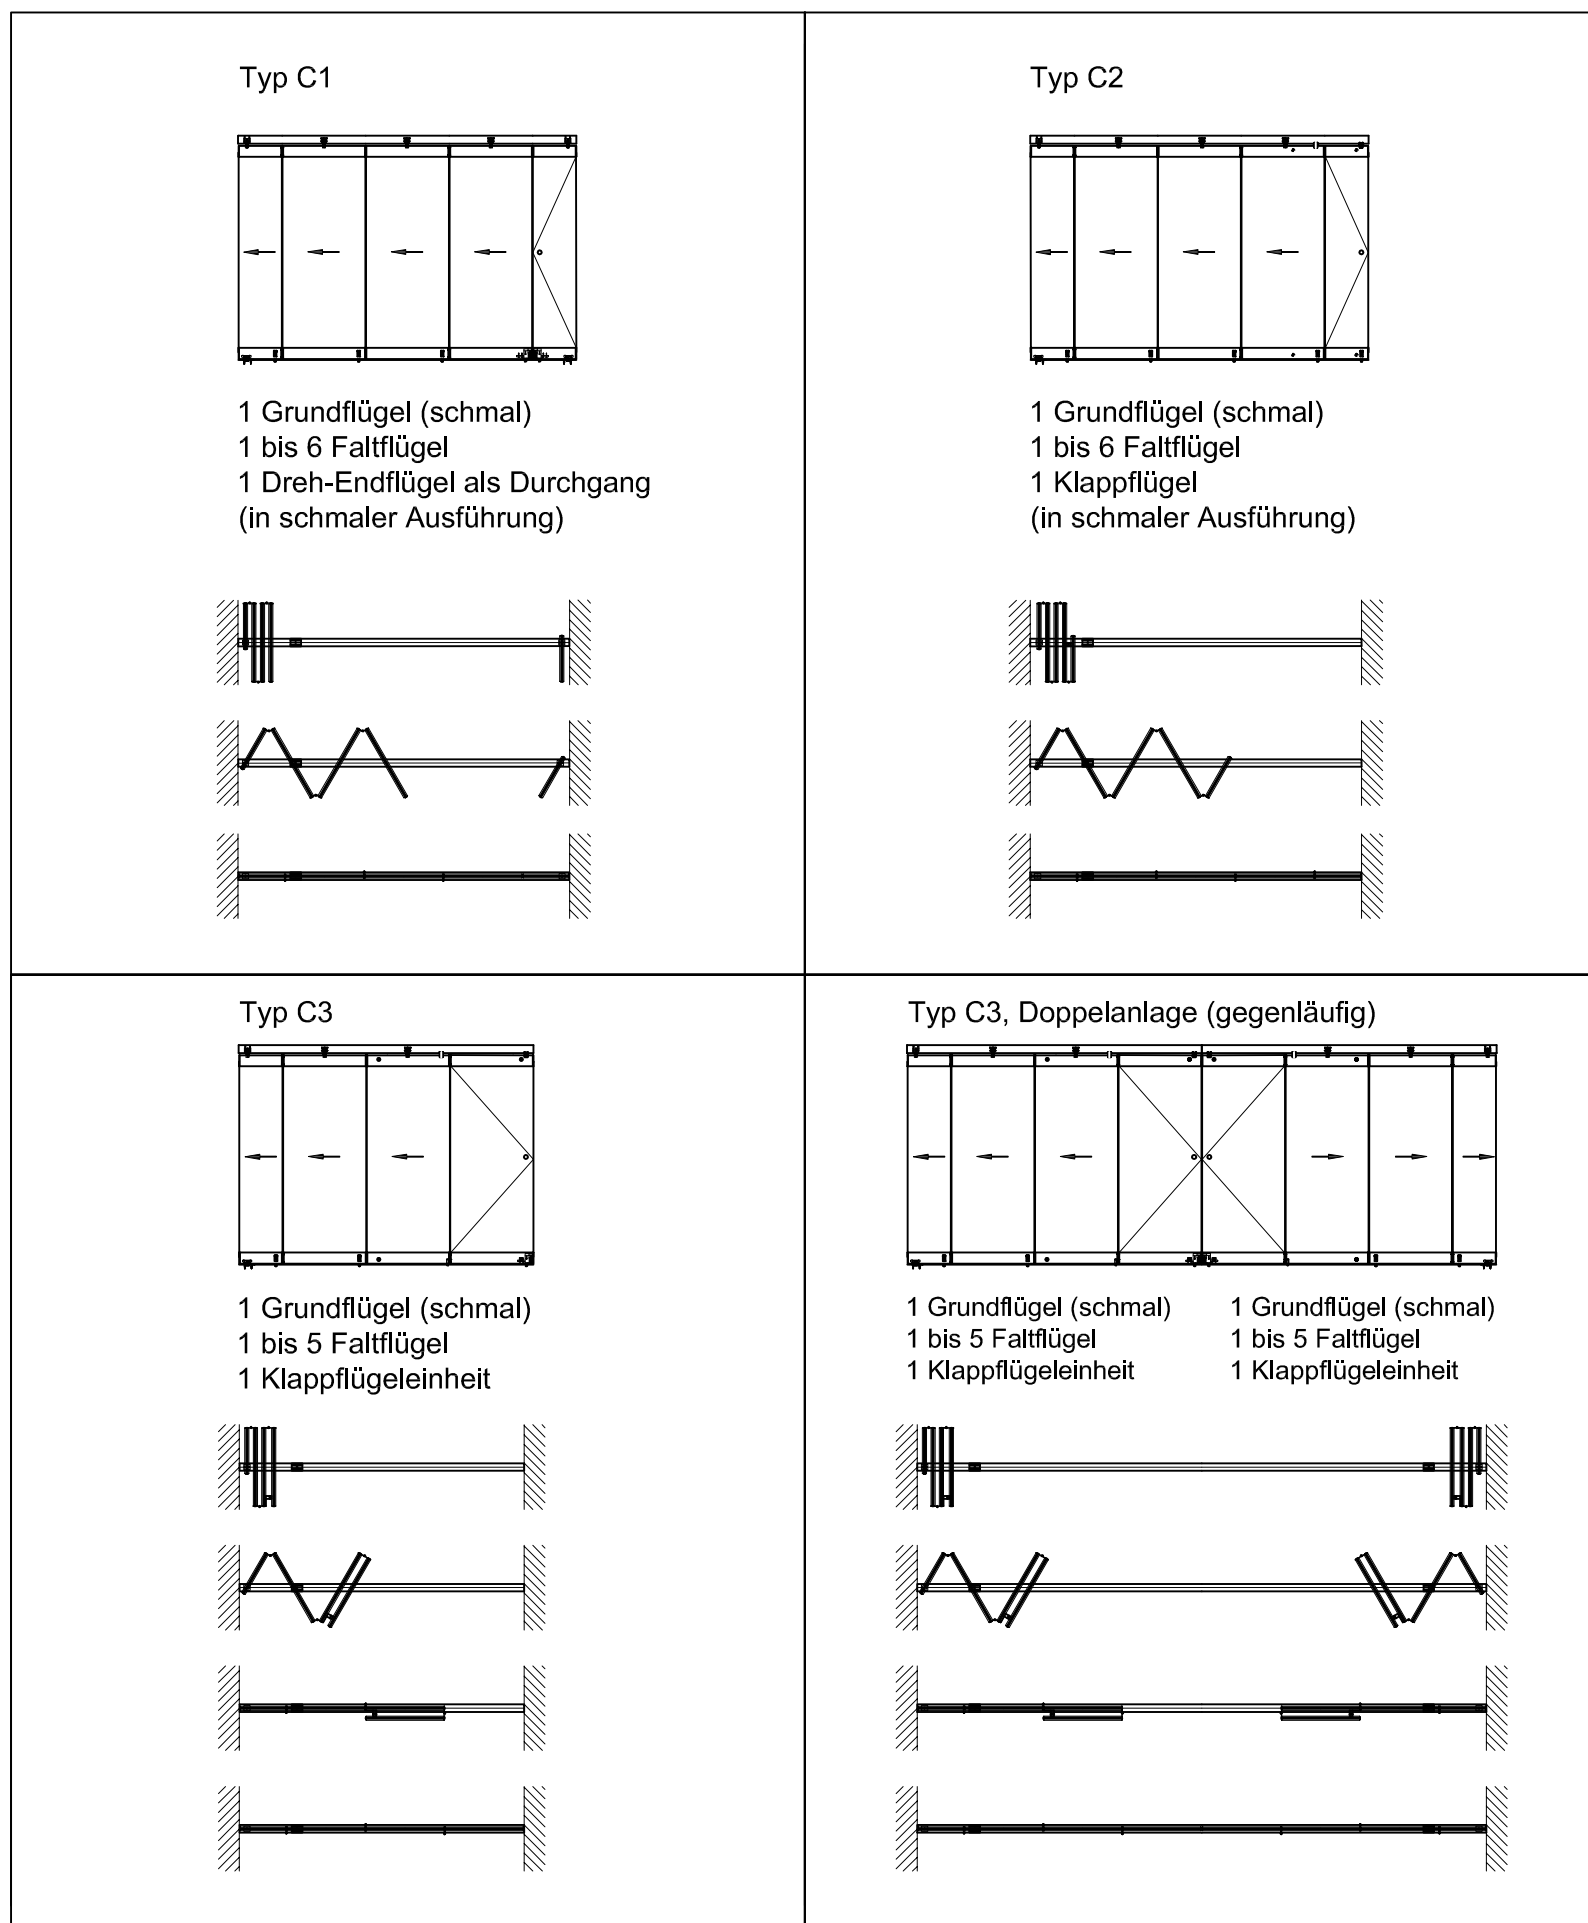 Typ C1
1 Grundflügel (schmal)
1 bis 6 Faltflügel
1 Dreh-Endflügel als Durchgang
(in schmaler Ausführung)
Typ C2
1 Grundflügel (schmal)
1 bis 6 Faltflügel
1 Klappflügel
(in schmaler Ausführung)
Typ C3
1 Grundflügel (schmal)
1 bis 5 Faltflügel
1 Klappflügeleinheit
Typ C3, Doppelanlage (gegenläufig)
1 Grundflügel (schmal)
1 bis 5 Faltflügel
1 Klappflügeleinheit
1 Grundflügel (schmal)
1 bis 5 Faltflügel
1 Klappflügeleinheit